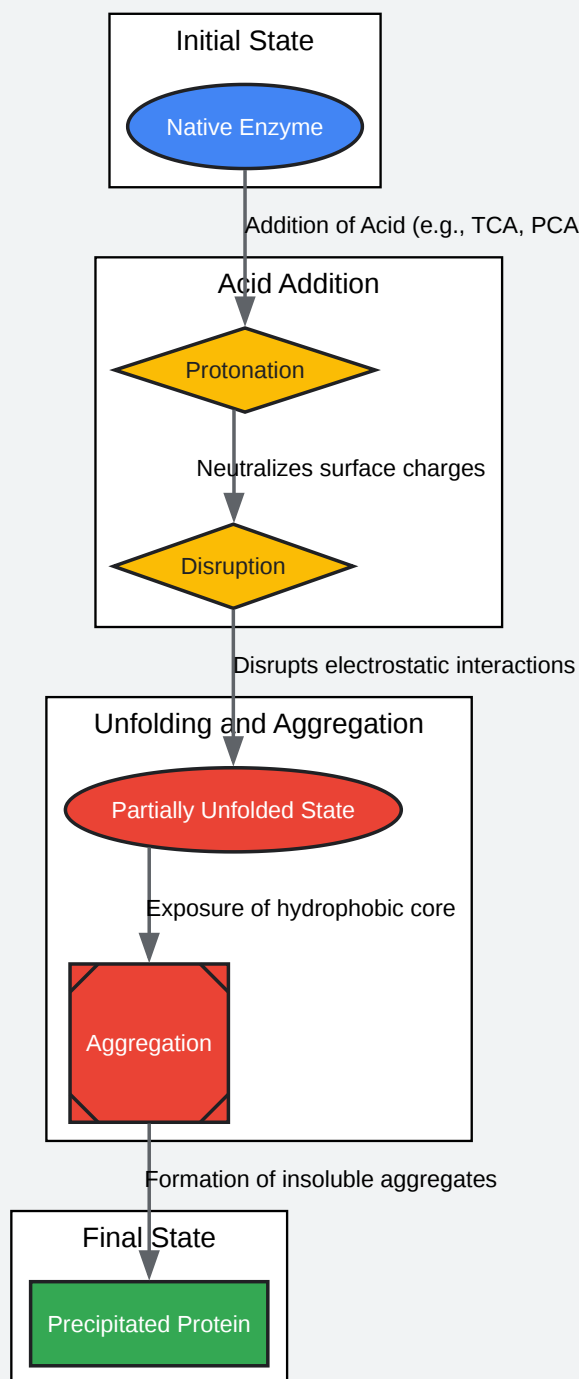 Initial State
Native Enzyme
Addition of Acid (e.g., TCA, PCA
Acid Addition
Protonation
Neutralizes surface charges
Disruption
Disrupts electrostatic interactions
Unfolding and Aggregation
Partially Unfolded State
Exposure of hydrophobic core
Aggregation
Formation of insoluble aggregates
Final State
Precipitated Protein